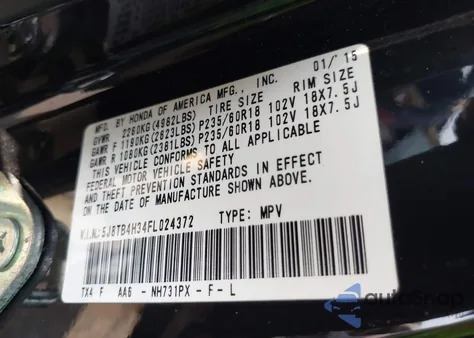 MFD. BY HONDA OF AMERICA MFG., INC. 01/15
GVWR 2260KG(4982LBS) TIRE SIZE RIM SIZE
GAWR F 1190KG(2623LBS) P235/60R18 102V 18X7.5J
GAWR R 1080KG(2381LBS) P235/60R18 102V 18X7.5J
THIS VEHICLE CONFORMS TO ALL APPLICABLE
FEDERAL MOTOR VEHICLE SAFETY
AND THEFT PREVENTION STANDARDS IN EFFECT
ON THE DATE OF MANUFACTURE SHOWN ABOVE.
V.I.N:5J8TB4H34FL024372 TYPE: MPV
TX4 F AA6 - NH731PX - F - L
autoSnap